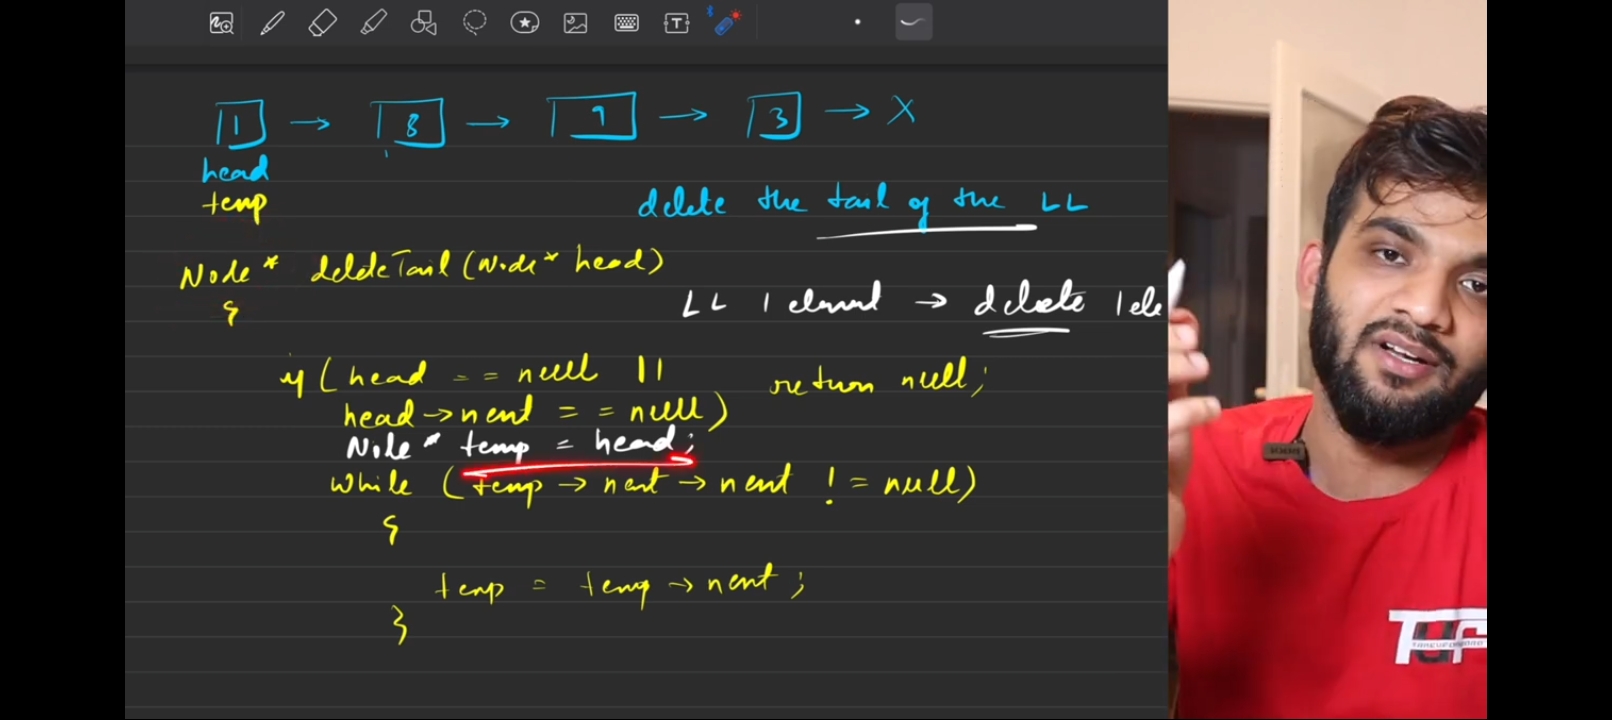 1 → 8 → 9 → 3 → X
head
temp
delete the tail of the LL
Node* deleteTail(Node* head)
{
LL 1 element → delete 1 ele
if (head == null ||
head→next == null) return null;
Node* temp = head;
while (temp→next→next != null)
{
temp = temp→next;
}
TUF